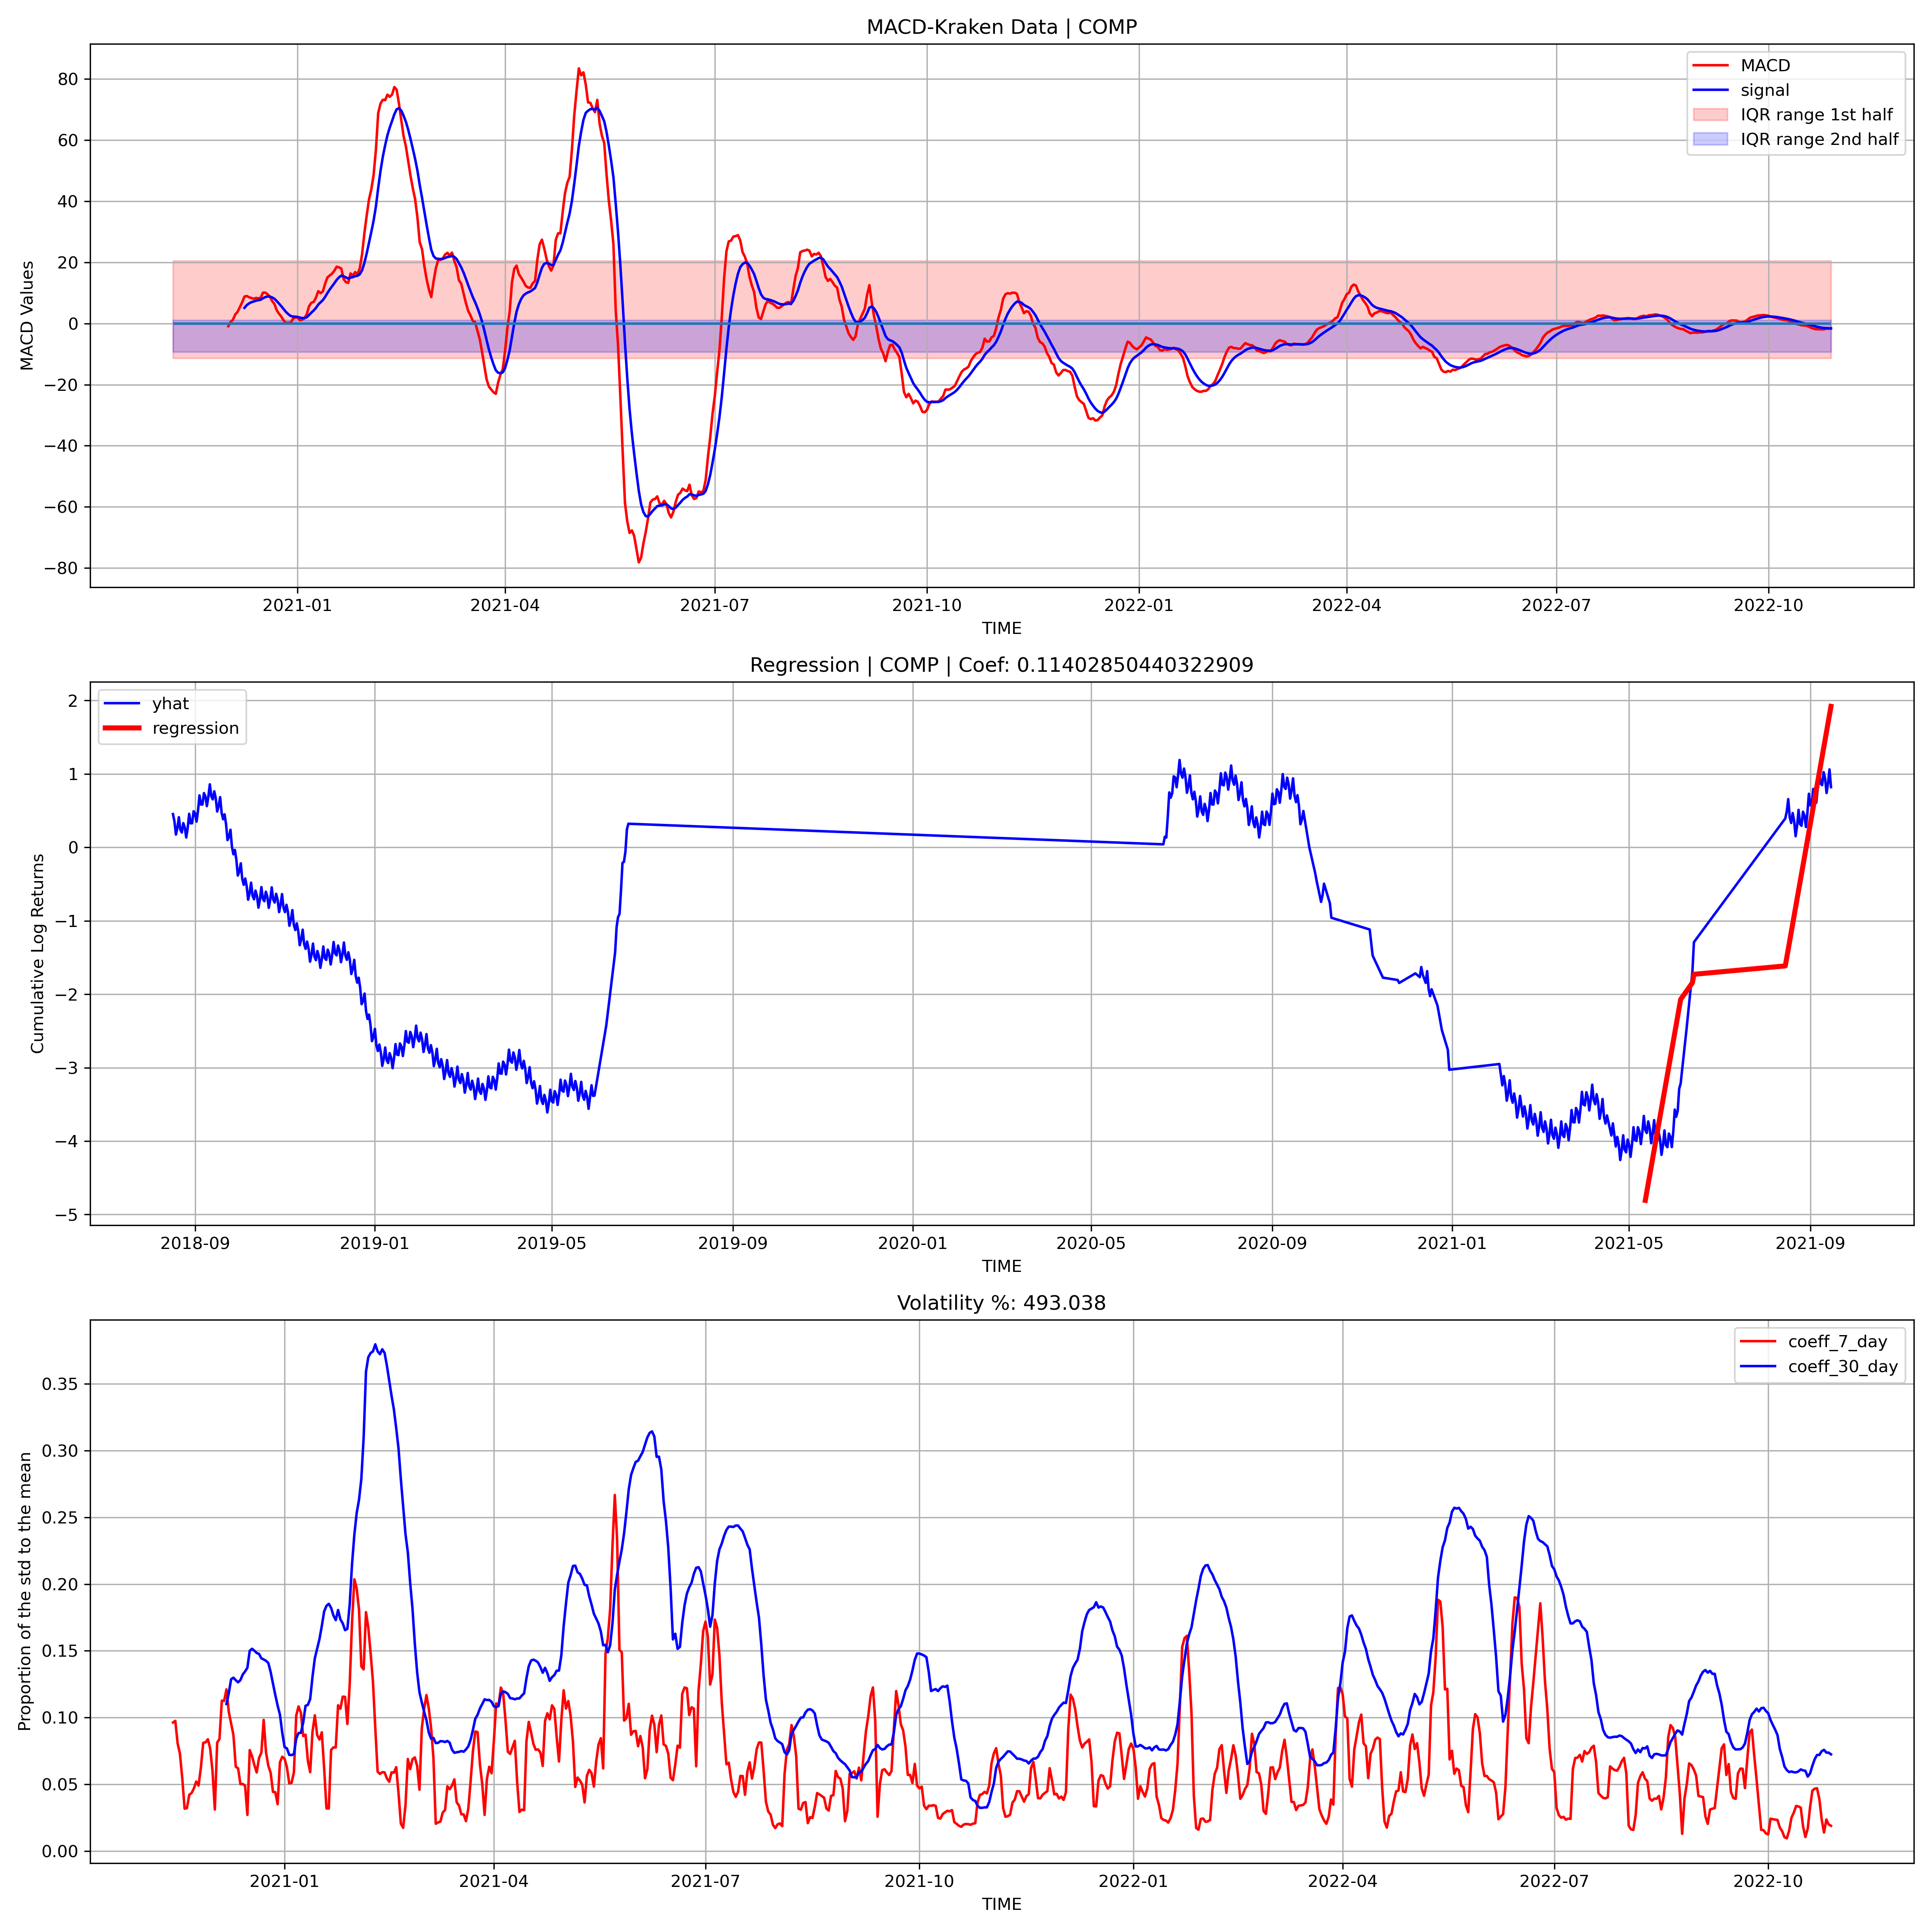 MACD-Kraken Data | COMP
MACD Values
80
60
40
20
0
−20
−40
−60
−80
MACD
signal
IQR range 1st half
IQR range 2nd half
2021-01 2021-04 2021-07 2021-10 2022-01 2022-04 2022-07 2022-10
TIME
Regression | COMP | Coef: 0.11402850440322909
Cumulative Log Returns
2
1
0
−1
−2
−3
−4
−5
yhat
regression
2018-09 2019-01 2019-05 2019-09 2020-01 2020-05 2020-09 2021-01 2021-05 2021-09
TIME
Volatility %: 493.038
Proportion of the std to the mean
0.35
0.30
0.25
0.20
0.15
0.10
0.05
0.00
coeff_7_day
coeff_30_day
2021-01 2021-04 2021-07 2021-10 2022-01 2022-04 2022-07 2022-10
TIME